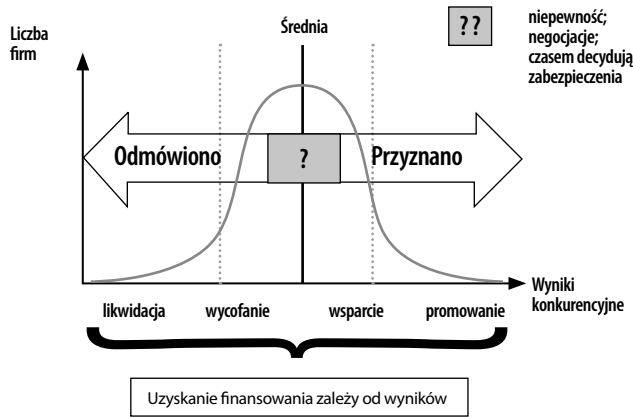 Liczba
firm
Średnia
??
niepewność;
negocjacje;
czasem decydują
zabezpieczenia
Odmówiono
?
Przyznano
Wyniki
konkurencyjne
likwidacja
wycofanie
wsparcie
promowanie
Uzyskanie finansowania zależy od wyników